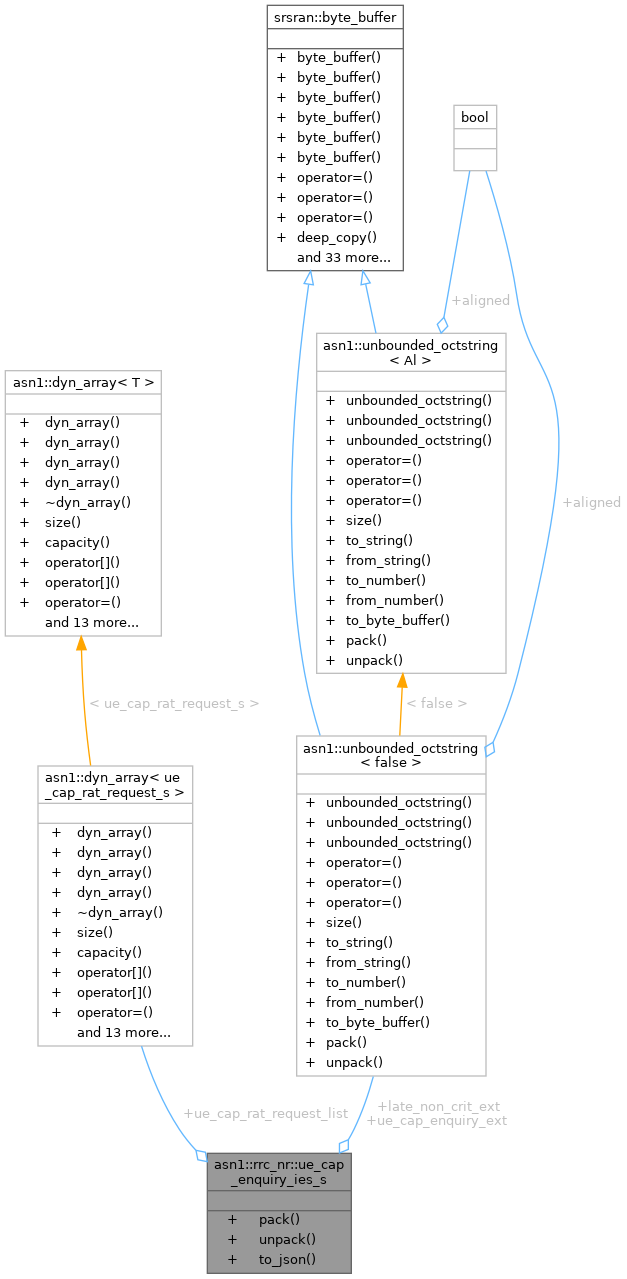 srsran::byte_buffer
+ byte_buffer()
+ byte_buffer()
+ byte_buffer()
+ byte_buffer()
+ byte_buffer()
+ byte_buffer()
+ operator=()
+ operator=()
+ operator=()
+ deep_copy()
and 33 more...
bool
+aligned
asn1::unbounded_octstring
< Al >
+ unbounded_octstring()
+ unbounded_octstring()
+ unbounded_octstring()
+ operator=()
+ operator=()
+ operator=()
+ size()
+ to_string()
+ from_string()
+ to_number()
+ from_number()
+ to_byte_buffer()
+ pack()
+ unpack()
+aligned
asn1::dyn_array< T >
+ dyn_array()
+ dyn_array()
+ dyn_array()
+ dyn_array()
+ ~dyn_array()
+ size()
+ capacity()
+ operator[]()
+ operator[]()
+ operator=()
and 13 more...
< ue_cap_rat_request_s >
< false >
asn1::unbounded_octstring
< false >
+ unbounded_octstring()
+ unbounded_octstring()
+ unbounded_octstring()
+ operator=()
+ operator=()
+ operator=()
+ size()
+ to_string()
+ from_string()
+ to_number()
+ from_number()
+ to_byte_buffer()
+ pack()
+ unpack()
asn1::dyn_array< ue
_cap_rat_request_s >
+ dyn_array()
+ dyn_array()
+ dyn_array()
+ dyn_array()
+ ~dyn_array()
+ size()
+ capacity()
+ operator[]()
+ operator[]()
+ operator=()
and 13 more...
+ue_cap_rat_request_list
+late_non_crit_ext
+ue_cap_enquiry_ext
asn1::rrc_nr::ue_cap
_enquiry_ies_s
+ pack()
+ unpack()
+ to_json()